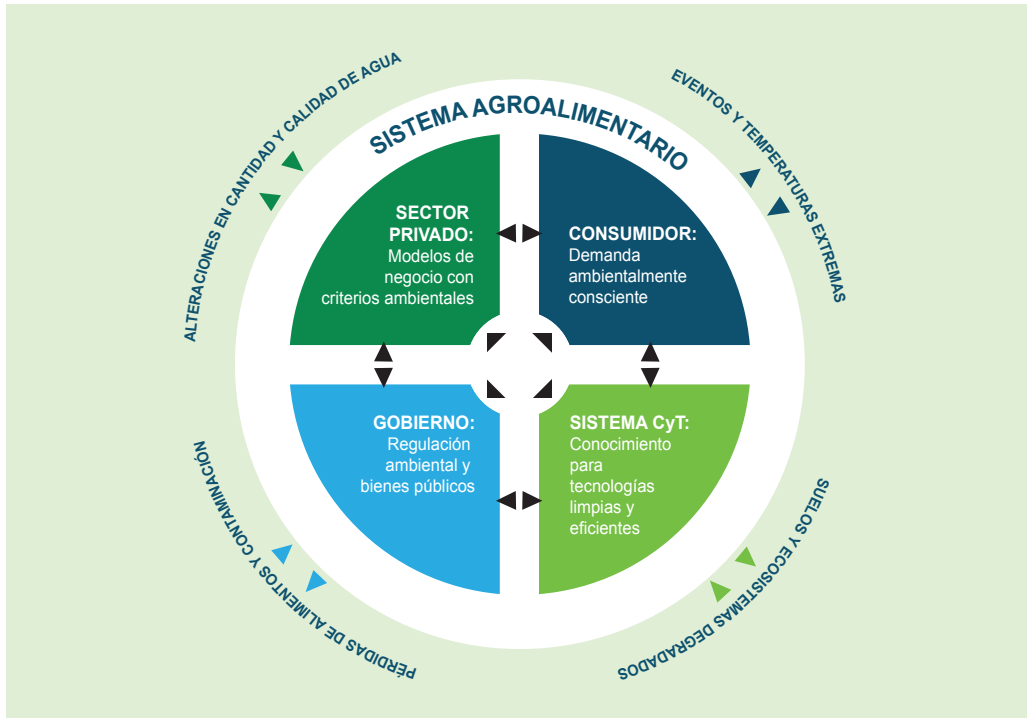 ALTERACIONES EN CANTIDAD Y CALIDAD DE AGUA
EVENTOS Y TEMPERATURAS EXTREMAS
SISTEMA AGROALIMENTARIO
SECTOR
PRIVADO:
Modelos de
negocio con
criterios ambientales
CONSUMIDOR:
Demanda
ambientalmente
consciente
GOBIERNO:
Regulación
ambiental y
bienes públicos
SISTEMA CyT:
Conocimiento
para
tecnologías
limpias y
eficientes
PÉRDIDAS DE ALIMENTOS Y CONTAMINACIÓN
SUELOS Y ECOSISTEMAS DEGRADADOS